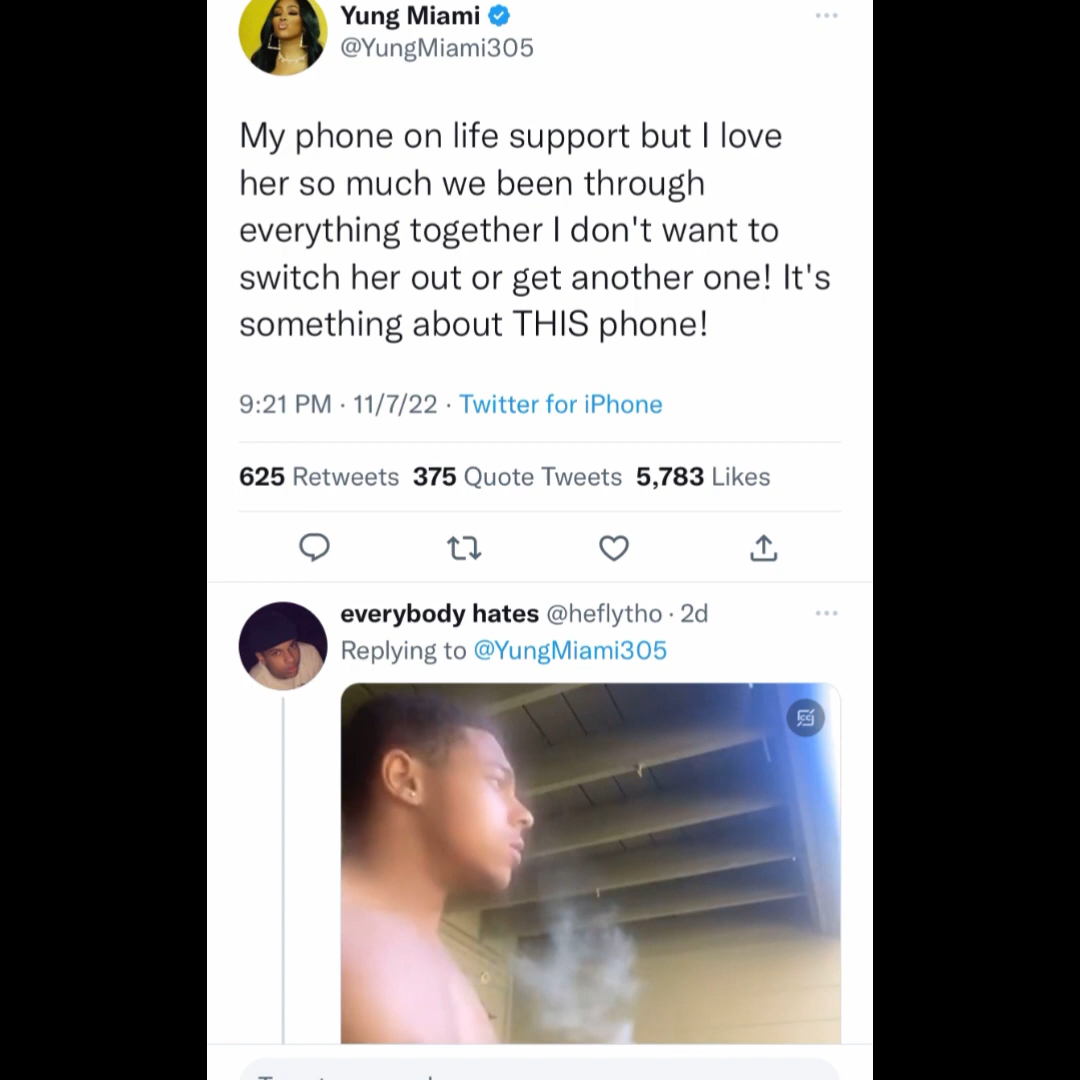 Yung Miami
@YungMiami305
My phone on life support but I love
her so much we been through
everything together I don't want to
switch her out or get another one! It's
something about THIS phone!
9:21 PM · 11/7/22 · Twitter for iPhone
625 Retweets 375 Quote Tweets 5,783 Likes
everybody hates @heflytho · 2d
Replying to @YungMiami305